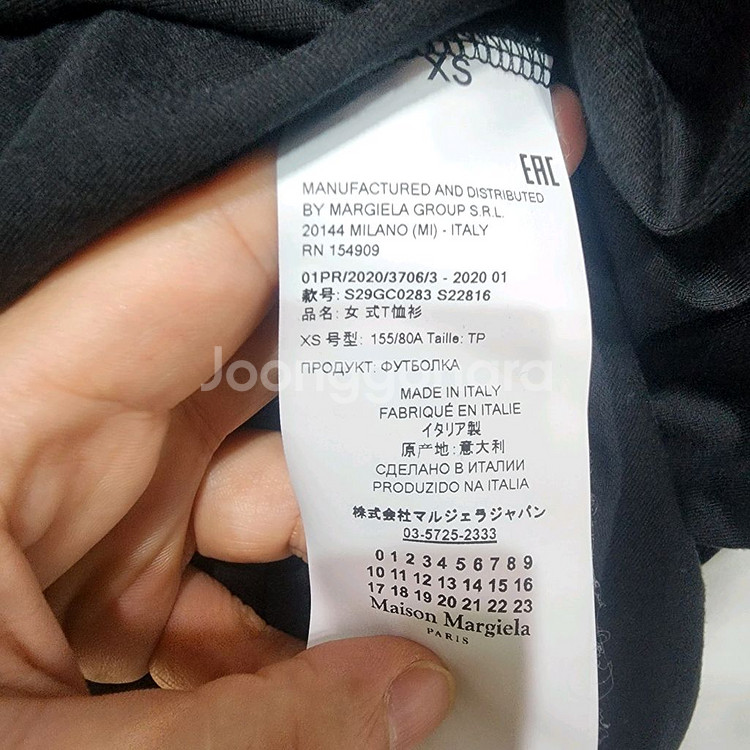 XS
EAC
MANUFACTURED AND DISTRIBUTED
BY MARGIELA GROUP S.R.L.
20144 MILANO (MI) - ITALY
RN 154909
01PR/2020/3706/3 - 2020 01
款号: S29GC0283 S22816
品名: 女 式T恤衫
XS 号型: 155/80A Taille: TP
ПРОДУКТ: ФУТБОЛКА
Joonggonara
MADE IN ITALY
FABRIQUÉ EN ITALIE
イタリア製
原产地: 意大利
СДЕЛАНО В ИТАЛИИ
PRODUZIDO NA ITALIA
株式会社マルジェラジャパン
03-5725-2333
0 1 2 3 4 5 6 7 8 9
10 11 12 13 14 15 16
17 18 19 20 21 22 23
Maison Margiela
PARIS